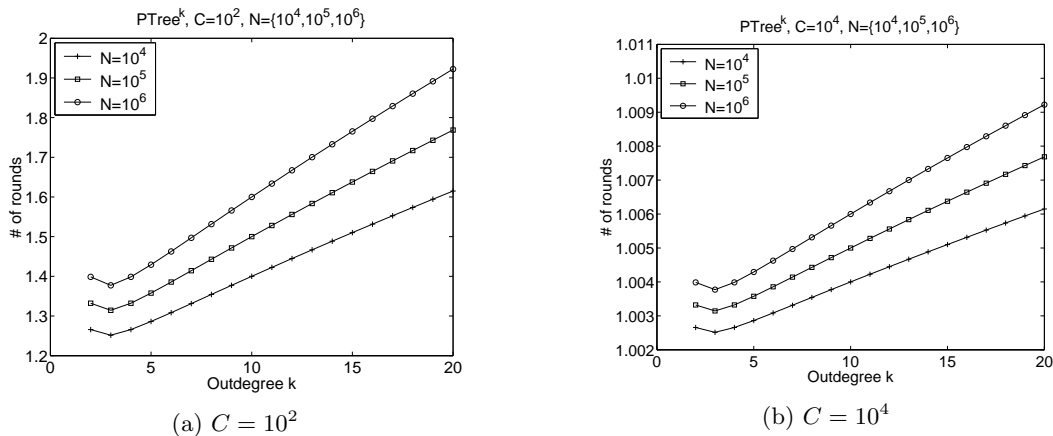 PTree^k, C=10^2, N={10^4,10^5,10^6}
2
1.9
1.8
1.7
1.6
1.5
1.4
1.3
1.2
# of rounds
N=10^4
N=10^5
N=10^6
0 5 10 15 20
Outdegree k
(a) C = 10^2
PTree^k, C=10^4, N={10^4,10^5,10^6}
1.011
1.01
1.009
1.008
1.007
1.006
1.005
1.004
1.003
1.002
# of rounds
N=10^4
N=10^5
N=10^6
0 5 10 15 20
Outdegree k
(b) C = 10^4